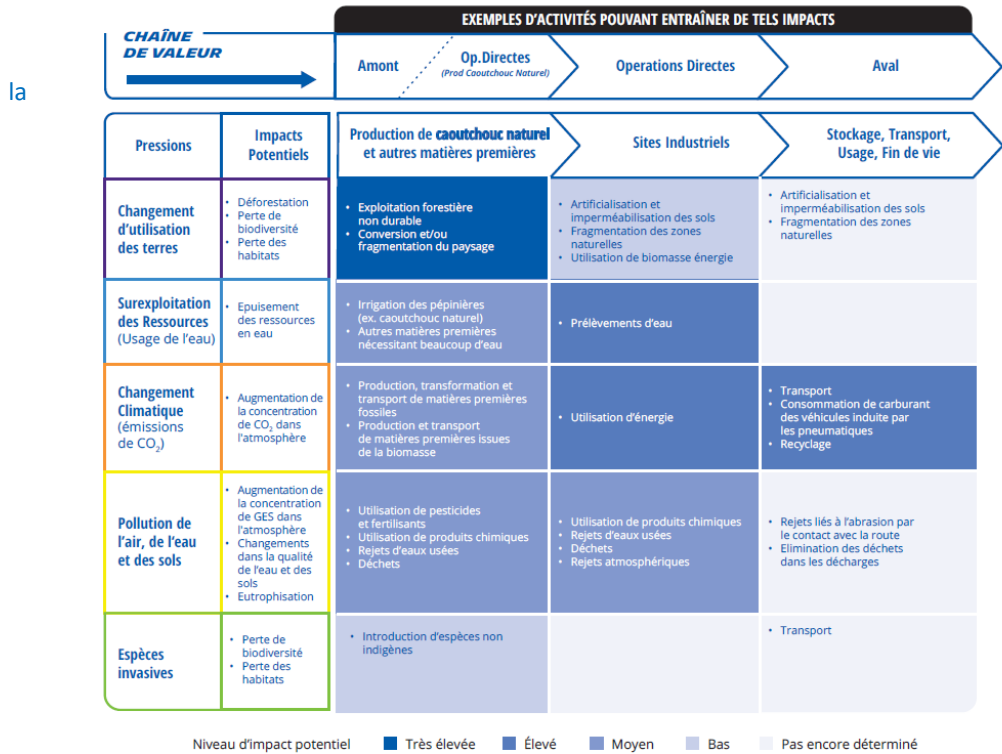 la
EXEMPLES D'ACTIVITÉS POUVANT ENTRAÎNER DE TELS IMPACTS
CHAÎNE
DE VALEUR
Amont
Op.Directes
(Prod Caoutchouc Naturel)
Operations Directes
Aval
Pressions
Impacts
Potentiels
Production de caoutchouc naturel
et autres matières premières
Sites Industriels
Stockage, Transport,
Usage, Fin de vie
Changement
d'utilisation
des terres
• Déforestation
• Perte de
biodiversité
• Perte des
habitats
• Exploitation forestière
non durable
• Conversion et/ou
fragmentation du paysage
• Artificialisation et
imperméabilisation des sols
• Fragmentation des zones
naturelles
• Utilisation de biomasse énergie
• Artificialisation et
imperméabilisation des sols
• Fragmentation des zones
naturelles
Surexploitation
des Ressources
(Usage de l'eau)
• Epuisement
des ressources
en eau
• Irrigation des pépinières
(ex. caoutchouc naturel)
• Autres matières premières
nécessitant beaucoup d'eau
• Prélèvements d'eau
Changement
Climatique
(émissions
de CO₂)
• Augmentation de
la concentration
de CO₂ dans
l'atmosphère
• Production, transformation et
transport de matières premières
fossiles
• Production et transport
de matières premières issues
de la biomasse
• Utilisation d'énergie
• Transport
• Consommation de carburant
des véhicules induite par
les pneumatiques
• Recyclage
Pollution de
l'air, de l'eau
et des sols
• Augmentation de
la concentration
de GES dans
l'atmosphère
• Changements
dans la qualité
de l'eau et des
sols
• Eutrophisation
• Utilisation de pesticides
et fertilisants
• Utilisation de produits chimiques
• Rejets d'eaux usées
• Déchets
• Utilisation de produits chimiques
• Rejets d'eaux usées
• Déchets
• Rejets atmosphériques
• Rejets liés à l'abrasion par
le contact avec la route
• Elimination des déchets
dans les décharges
Espèces
invasives
• Perte de
biodiversité
• Perte des
habitats
• Introduction d'espèces non
indigènes
• Transport
Niveau d'impact potentiel Très élevée Élevé Moyen Bas Pas encore déterminé